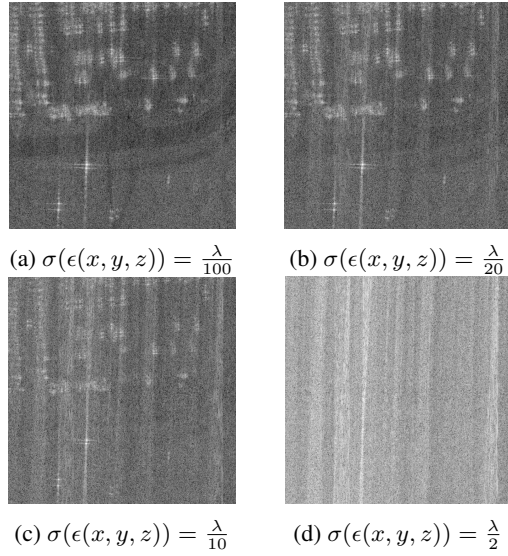 (a) σ(ϵ(x, y, z)) = λ/100
(b) σ(ϵ(x, y, z)) = λ/20
(c) σ(ϵ(x, y, z)) = λ/10
(d) σ(ϵ(x, y, z)) = λ/2